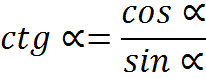 ctg ∝= cos ∝ / sin ∝